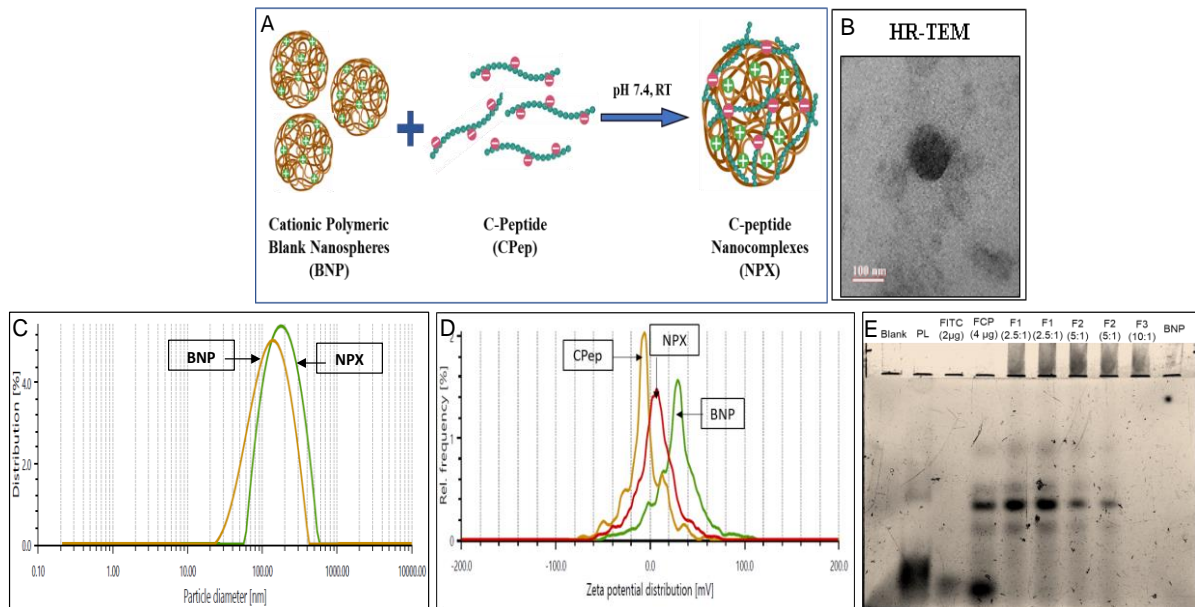 A
pH 7.4, RT
Cationic Polymeric
Blank Nanospheres
(BNP)
C-Peptide
(CPep)
C-peptide
Nanocomplexes
(NPX)
B
HR-TEM
100 nm
C
BNP
NPX
Distribution [%]
4.0
2.0
0.0
0.10
1.00
10.00
100.00
1000.00
10000.00
Particle diameter [nm]
D
CPep
NPX
BNP
Rel. frequency [%]
2
1
0
-200.0
-100.0
0.0
100.0
200.0
Zeta potential distribution [mV]
E
Blank
PL
FITC
(2µg)
FCP
(4 µg)
F1
(2.5:1)
F1
(2.5:1)
F2
(5:1)
F2
(5:1)
F3
(10:1)
BNP